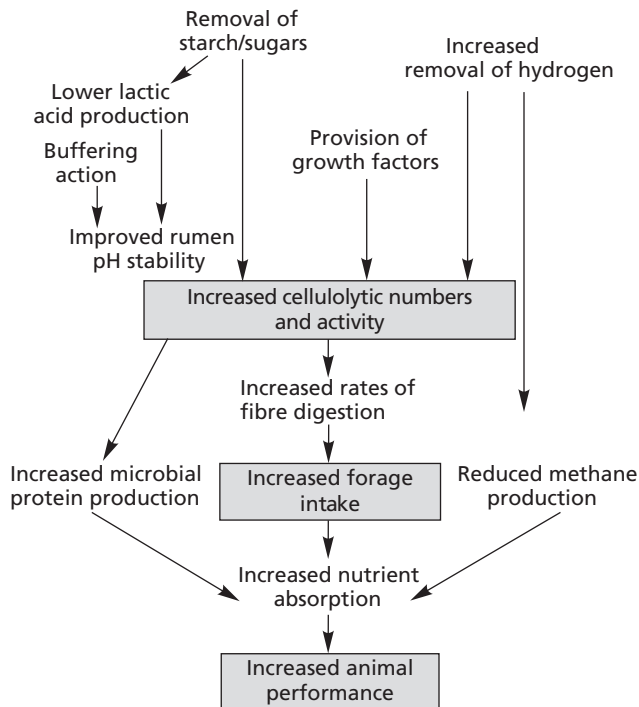 Removal of
starch/sugars
Increased
removal of hydrogen
Lower lactic
acid production
Provision of
growth factors
Buffering
action
Improved rumen
pH stability
Increased cellulolytic numbers
and activity
Increased rates of
fibre digestion
Increased microbial
protein production
Increased forage
intake
Reduced methane
production
Increased nutrient
absorption
Increased animal
performance